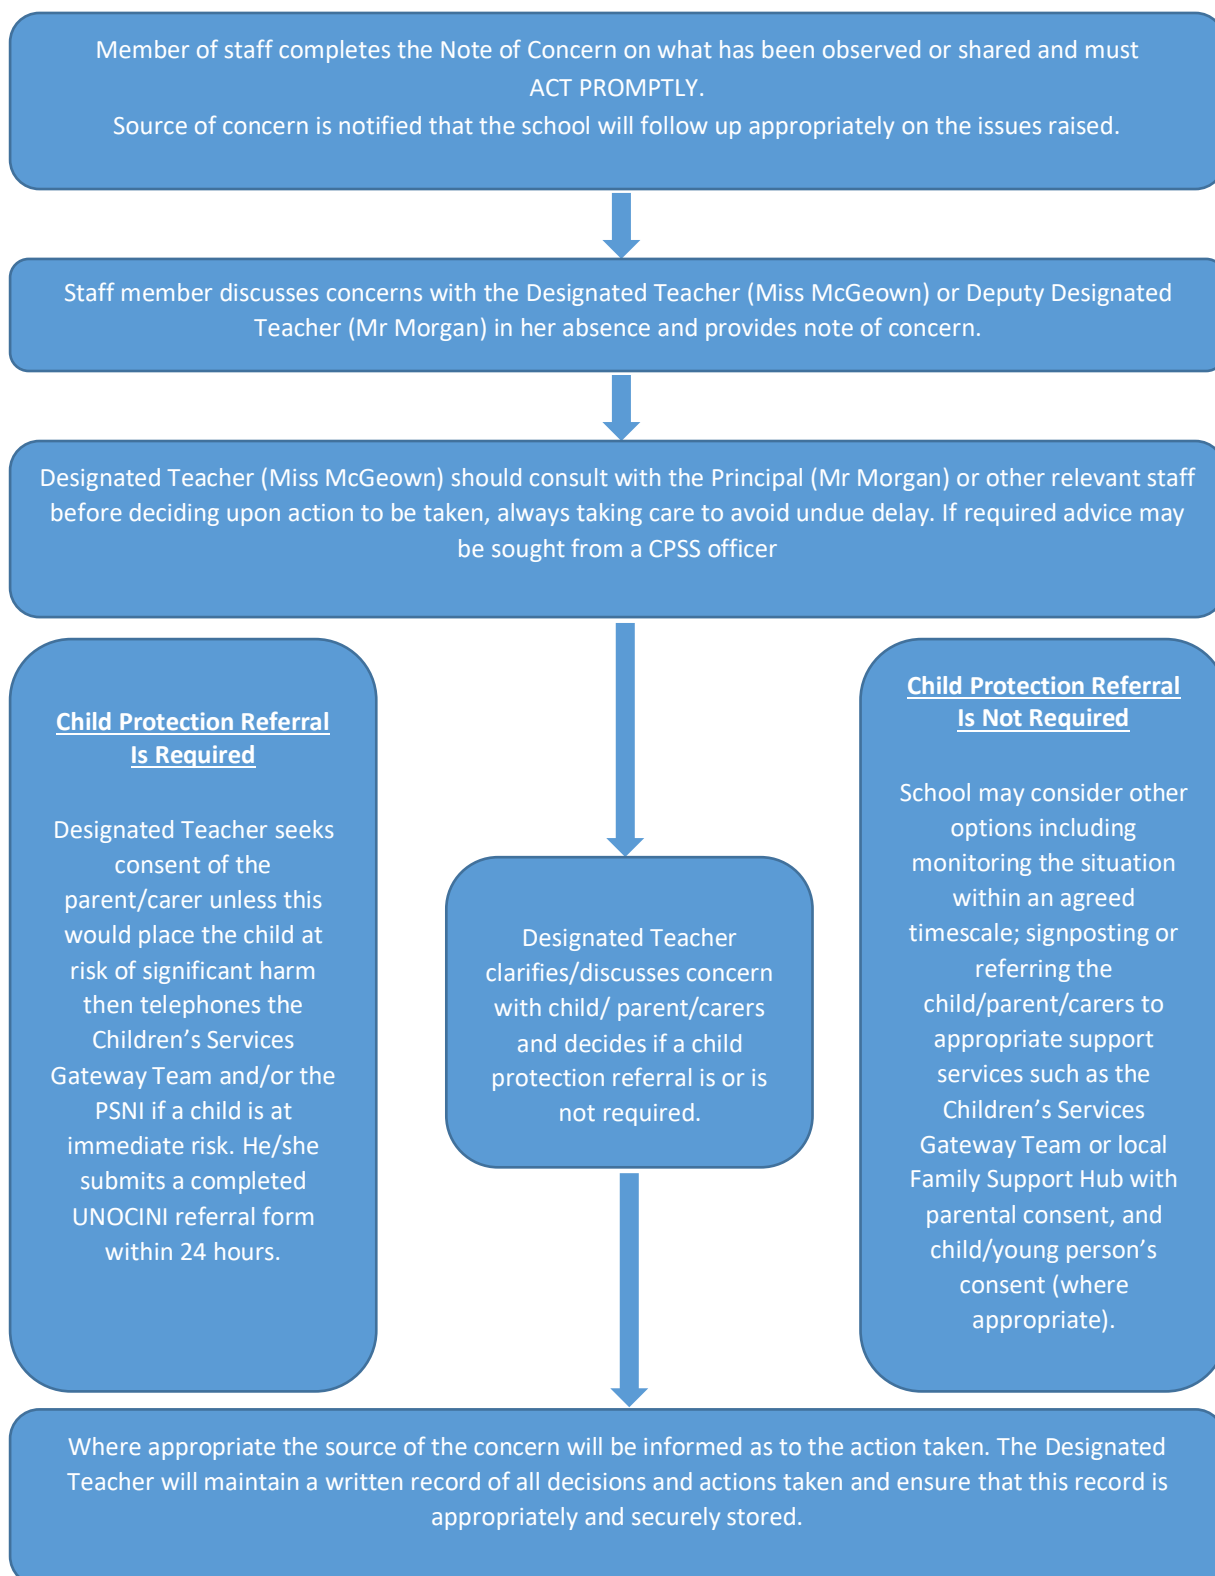 Member of staff completes the Note of Concern on what has been observed or shared and must
ACT PROMPTLY.
Source of concern is notified that the school will follow up appropriately on the issues raised.
Staff member discusses concerns with the Designated Teacher (Miss McGeown) or Deputy Designated
Teacher (Mr Morgan) in her absence and provides note of concern.
Designated Teacher (Miss McGeown) should consult with the Principal (Mr Morgan) or other relevant staff
before deciding upon action to be taken, always taking care to avoid undue delay. If required advice may
be sought from a CPSS officer
Child Protection Referral
Is Required
Designated Teacher seeks
consent of the
parent/carer unless this
would place the child at
risk of significant harm
then telephones the
Children’s Services
Gateway Team and/or the
PSNI if a child is at
immediate risk. He/she
submits a completed
UNOCINI referral form
within 24 hours.
Designated Teacher
clarifies/discusses concern
with child/ parent/carers
and decides if a child
protection referral is or is
not required.
Child Protection Referral
Is Not Required
School may consider other
options including
monitoring the situation
within an agreed
timescale; signposting or
referring the
child/parent/carers to
appropriate support
services such as the
Children’s Services
Gateway Team or local
Family Support Hub with
parental consent, and
child/young person’s
consent (where
appropriate).
Where appropriate the source of the concern will be informed as to the action taken. The Designated
Teacher will maintain a written record of all decisions and actions taken and ensure that this record is
appropriately and securely stored.